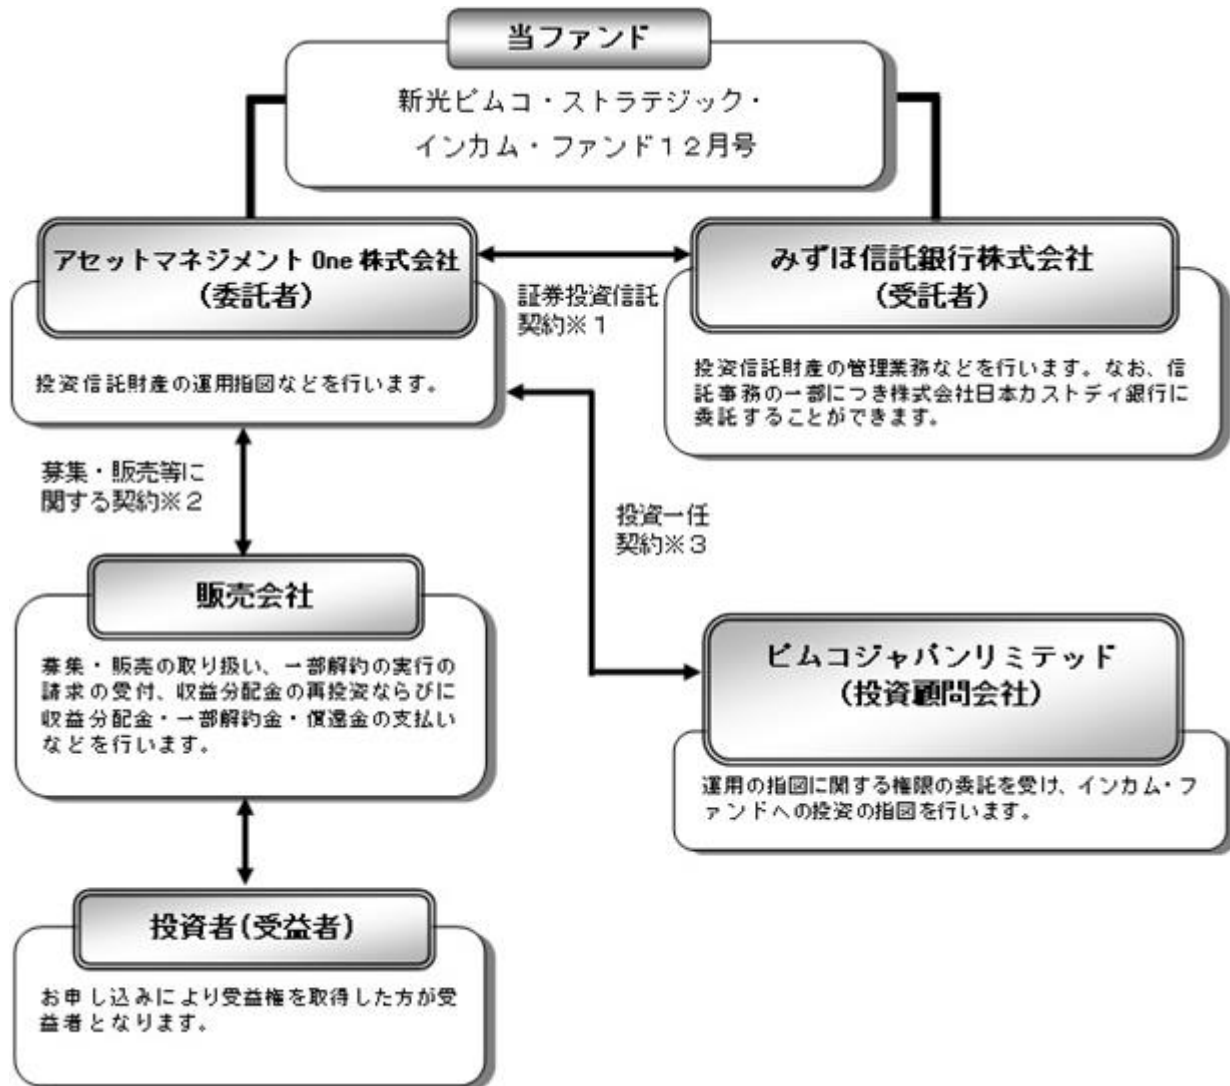 当ファンド
新光ピムコ・ストラテジック・
インカム・ファンド１２月号
アセットマネジメント One 株式会社
（委託者）
投資信託財産の運用指図などを行います。
証券投資信託
契約※１
みずほ信託銀行株式会社
（受託者）
投資信託財産の管理業務などを行います。なお、信
託事務の一部につき株式会社日本カストディ銀行に
委託することができます。
募集・販売等に
関する契約※２
投資一任
契約※３
販売会社
募集・販売の取り扱い、一部解約の実行の
請求の受付、収益分配金の再投資ならびに
収益分配金・一部解約金・償還金の支払い
などを行います。
ピムコジャパンリミテッド
（投資顧問会社）
運用の指図に関する権限の委託を受け、インカム・フ
ァンドへの投資の指図を行います。
投資者（受益者）
お申し込みにより受益権を取得した方が受
益者となります。